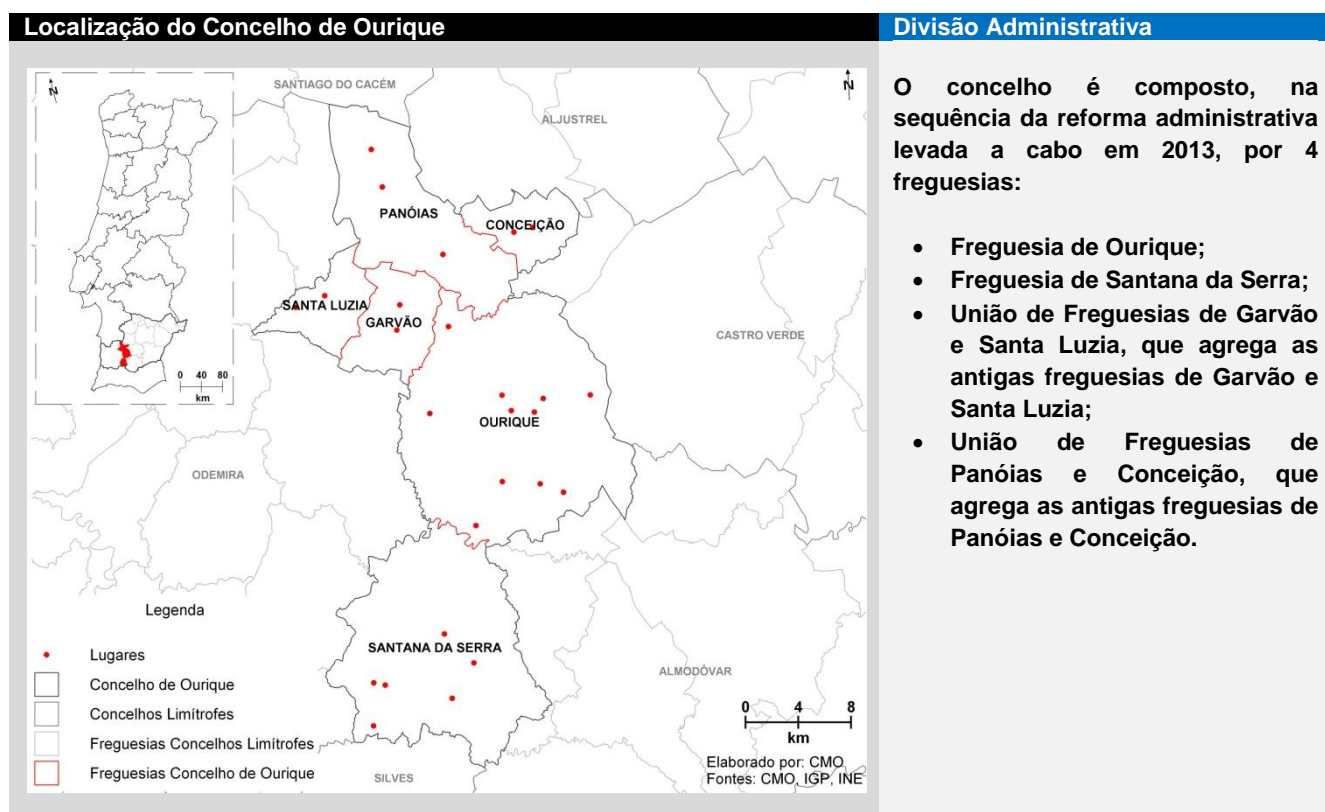 Localização do Concelho de Ourique
N
SANTIAGO DO CACÉM
N
ALJUSTREL
PANÓIAS
CONCEIÇÃO
SANTA LUZIA
GARVÃO
CASTRO VERDE
0 40 80
km
OURIQUE
ODEMIRA
Legenda
SANTANA DA SERRA
Lugares
ALMODÔVAR
Concelho de Ourique
Concelhos Limítrofes
0 4 8
km
Freguesias Concelhos Limítrofes
Freguesias Concelho de Ourique
SILVES
Elaborado por: CMO
Fontes: CMO, IGP, INE
Divisão Administrativa
O concelho é composto, na
sequência da reforma administrativa
levada a cabo em 2013, por 4
freguesias:
• Freguesia de Ourique;
• Freguesia de Santana da Serra;
• União de Freguesias de Garvão
e Santa Luzia, que agrega as
antigas freguesias de Garvão e
Santa Luzia;
• União de Freguesias de
Panóias e Conceição, que
agrega as antigas freguesias de
Panóias e Conceição.